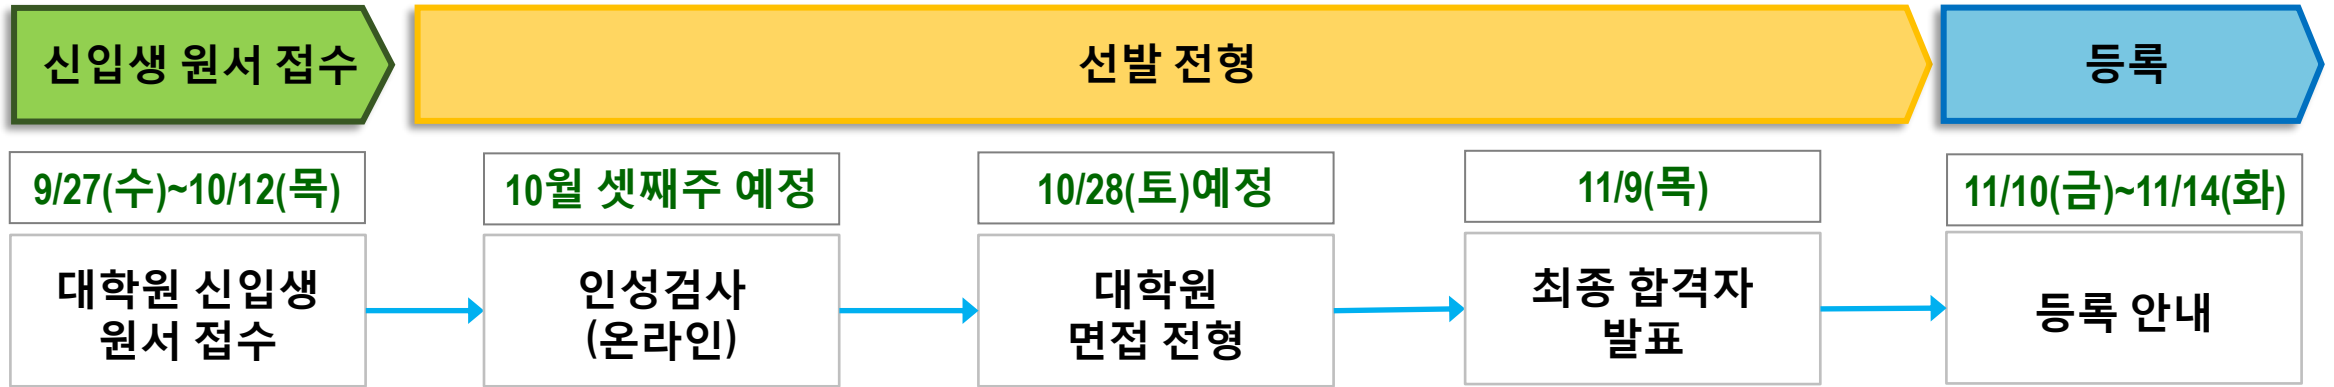 신입생 원서 접수
선발 전형
등록
9/27(수)~10/12(목)
10월 셋째주 예정
10/28(토)예정
11/9(목)
11/10(금)~11/14(화)
대학원 신입생
원서 접수
인성검사
(온라인)
대학원
면접 전형
최종 합격자
발표
등록 안내